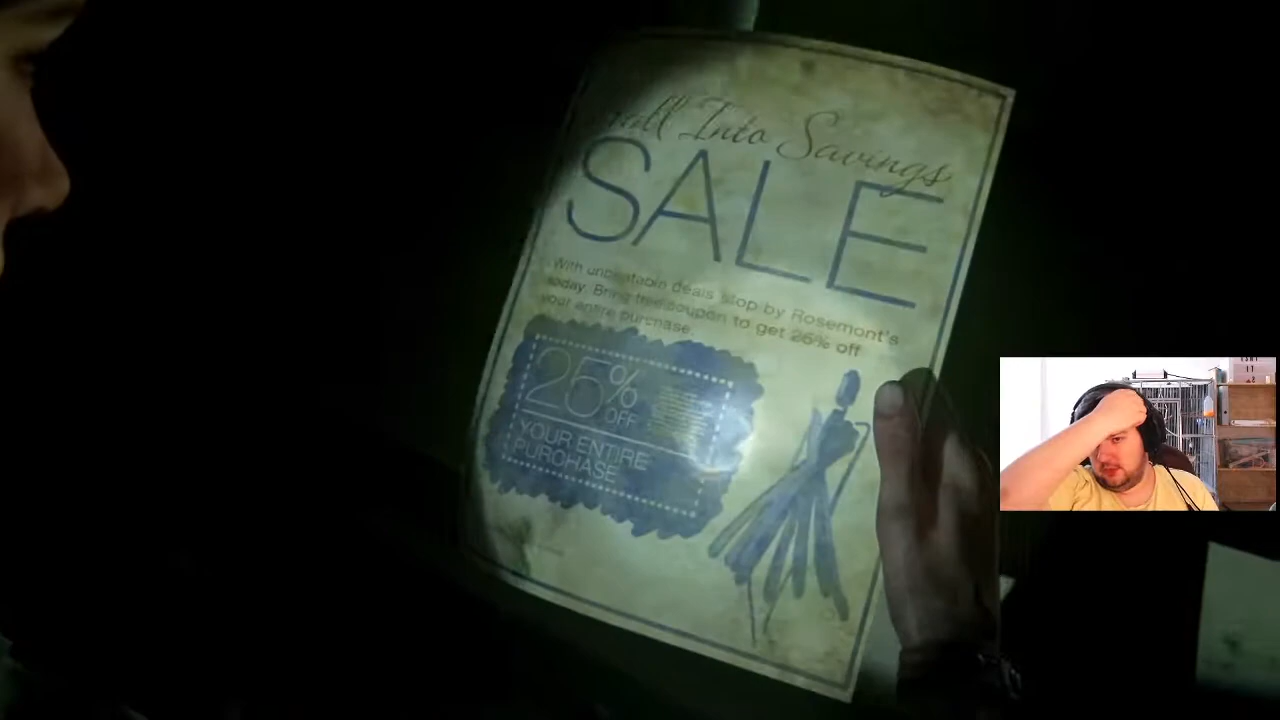 Fall Into Savings
SALE
With unbeatable deals stop by Rosemont's
today. Bring this coupon to get 25% off
your entire purchase.
25%
OFF
YOUR ENTIRE
PURCHASE